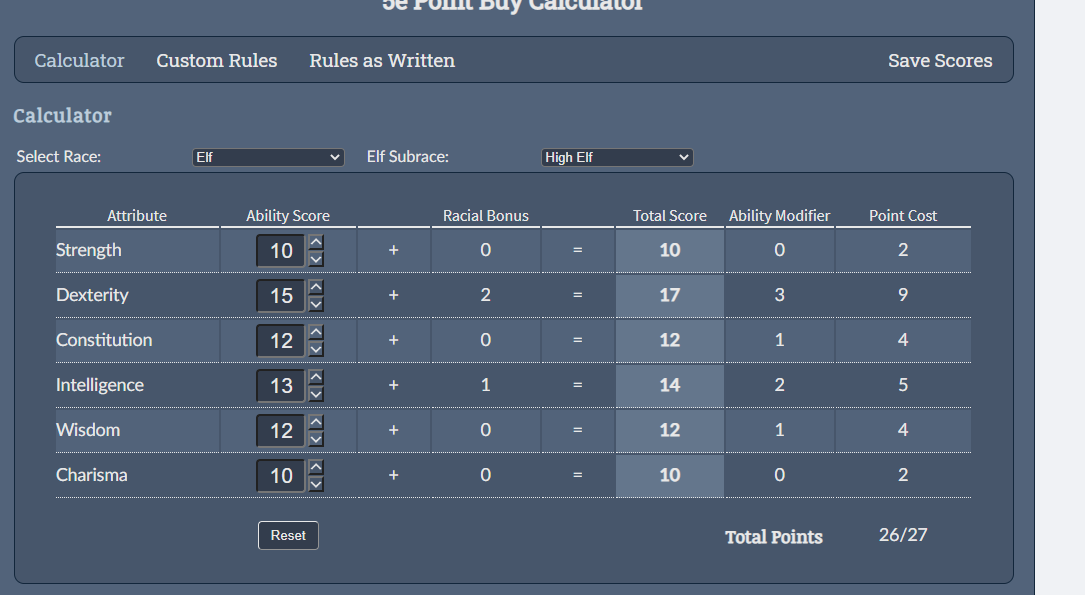 5e Point Buy Calculator
Calculator Custom Rules Rules as Written Save Scores
Calculator
Select Race: Elf Elf Subrace: High Elf
Attribute Ability Score Racial Bonus Total Score Ability Modifier Point Cost
Strength 10 + 0 = 10 0 2
Dexterity 15 + 2 = 17 3 9
Constitution 12 + 0 = 12 1 4
Intelligence 13 + 1 = 14 2 5
Wisdom 12 + 0 = 12 1 4
Charisma 10 + 0 = 10 0 2
Reset Total Points 26/27